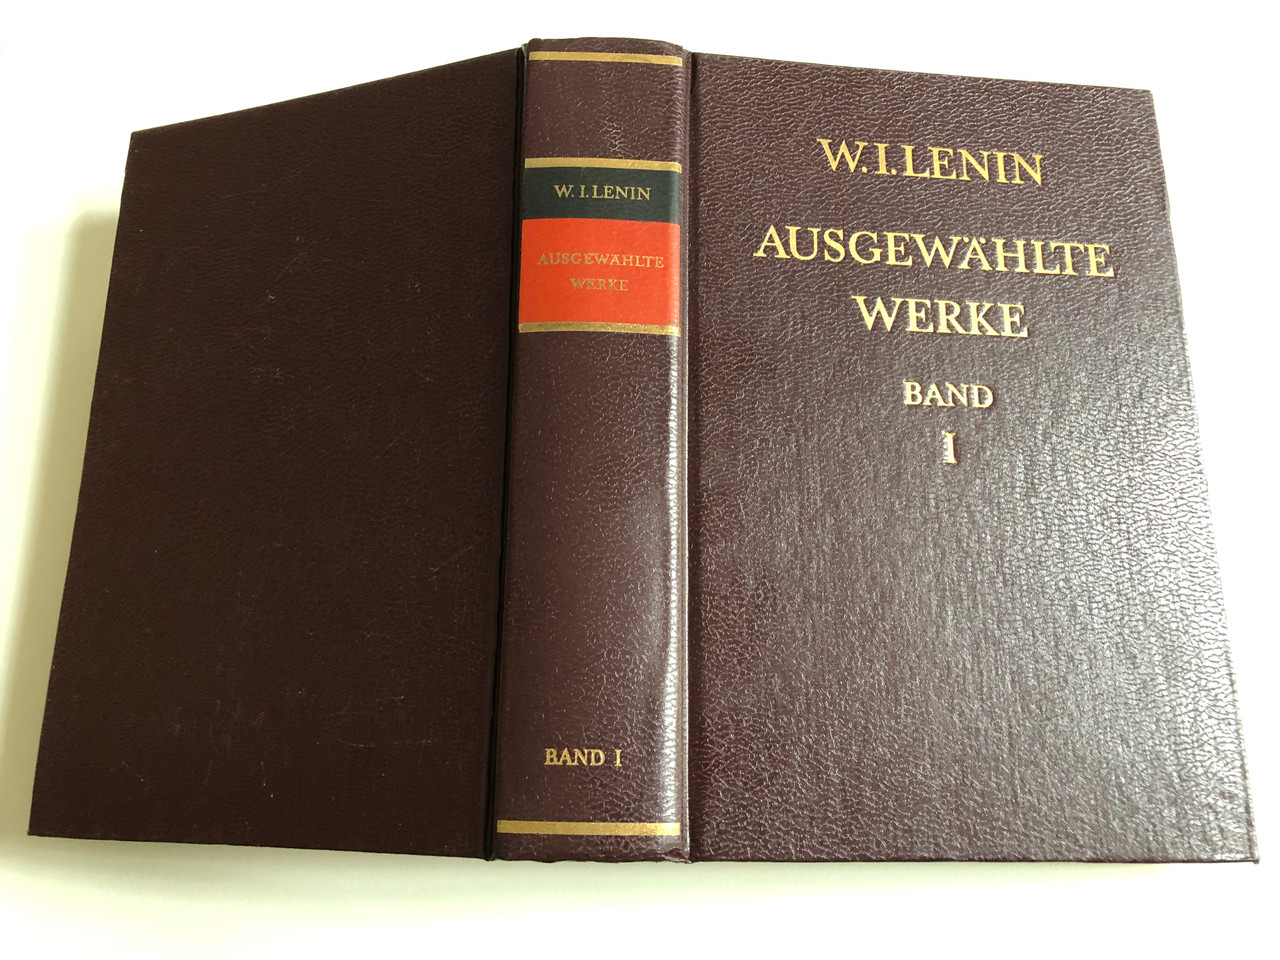 W. I. LENIN
AUSGEWÄHLTE
WERKE
BAND I
W. I. LENIN
AUSGEWÄHLTE
WERKE
BAND
I